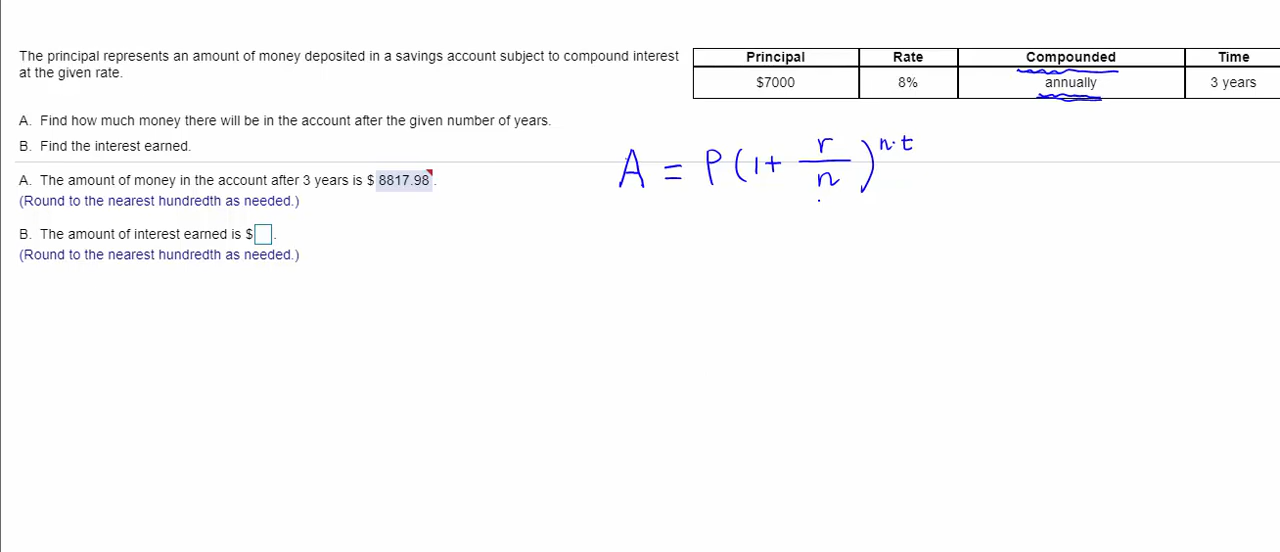 The principal represents an amount of money deposited in a savings account subject to compound interest
at the given rate.
Principal Rate Compounded Time
$7000 8% annually 3 years
A. Find how much money there will be in the account after the given number of years.
B. Find the interest earned.
A = P(1 + r/n)^n·t
A. The amount of money in the account after 3 years is $ 8817.98.
(Round to the nearest hundredth as needed.)
B. The amount of interest earned is $ .
(Round to the nearest hundredth as needed.)